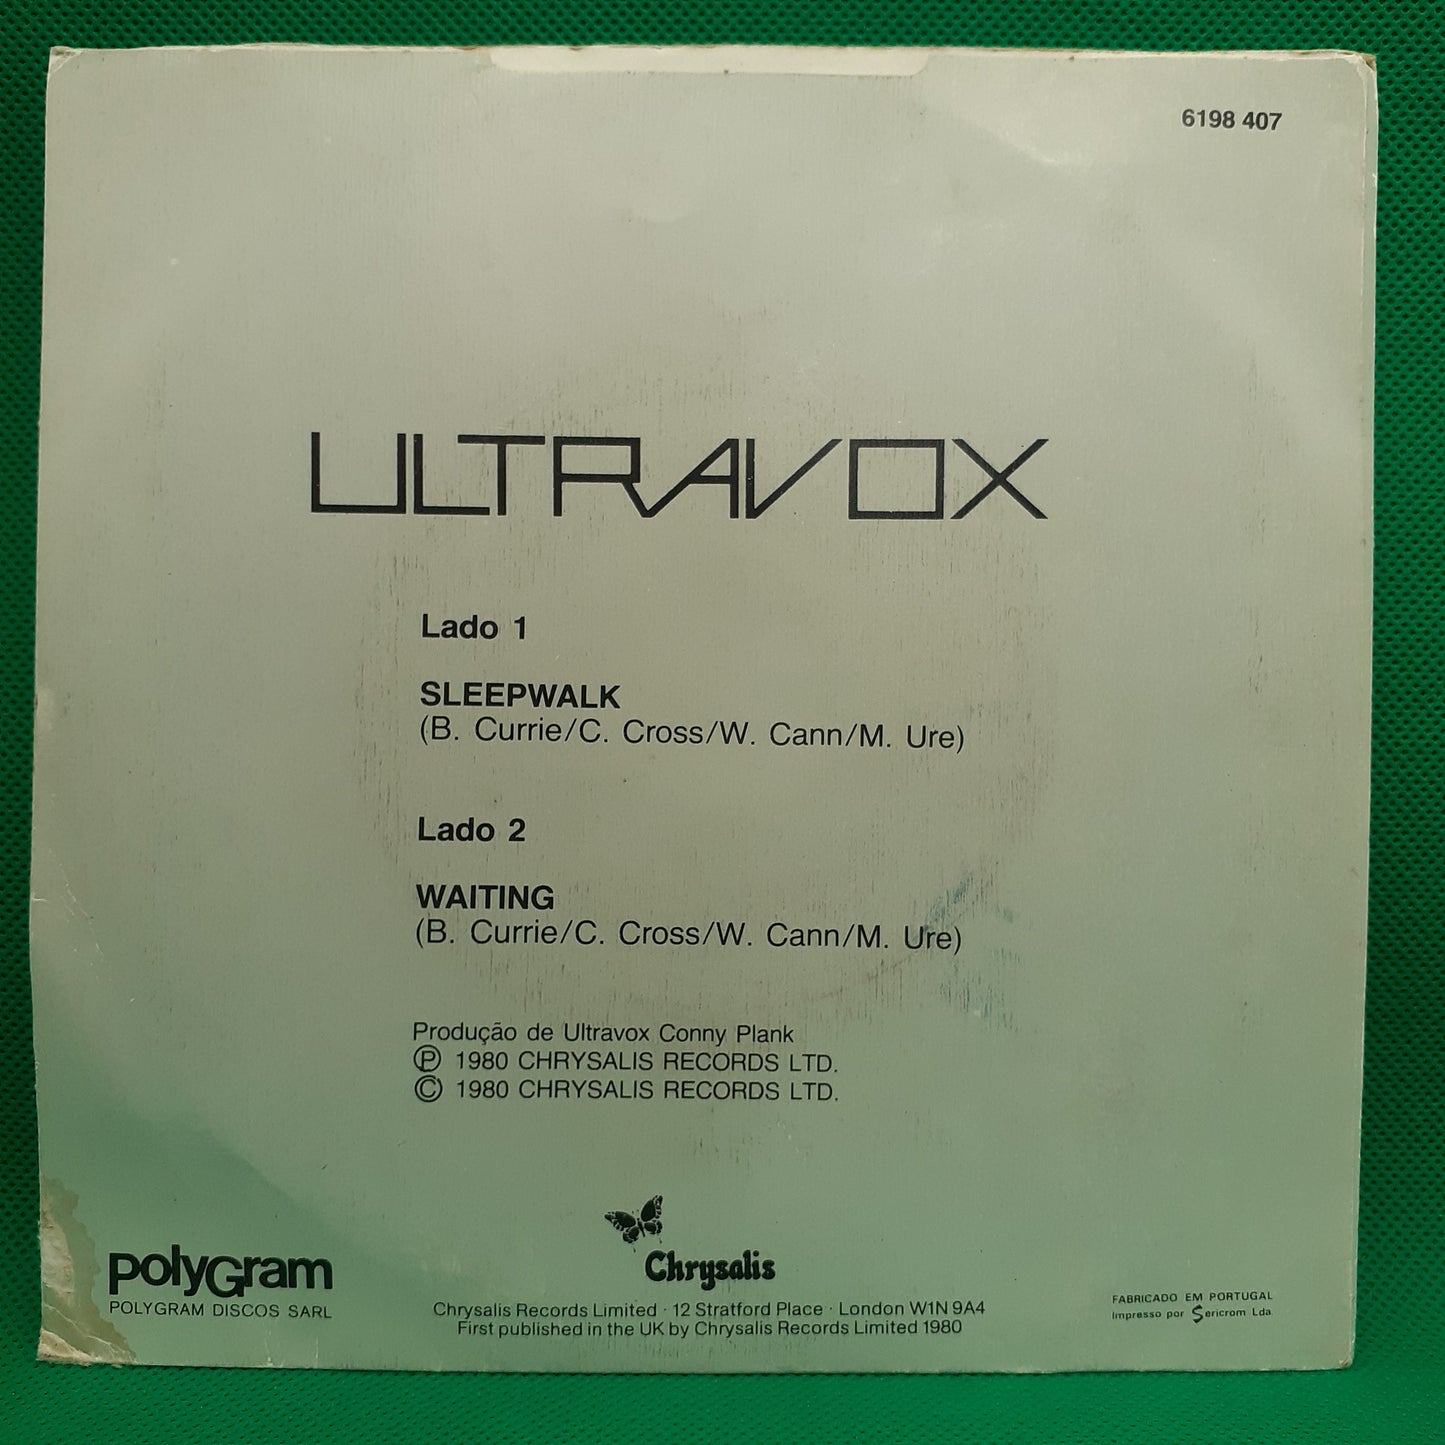 6198 407
ULTRAVOX
Lado 1
SLEEPWALK
(B. Currie/C. Cross/W. Cann/M. Ure)
Lado 2
WAITING
(B. Currie/C. Cross/W. Cann/M. Ure)
Produção de Ultravox Conny Plank
℗ 1980 CHRYSALIS RECORDS LTD.
© 1980 CHRYSALIS RECORDS LTD.
polyGram
POLYGRAM DISCOS SARL
Chrysalis
Chrysalis Records Limited · 12 Stratford Place · London W1N 9A4
First published in the UK by Chrysalis Records Limited 1980
FABRICADO EM PORTUGAL
Impresso por Sericrom Lda.